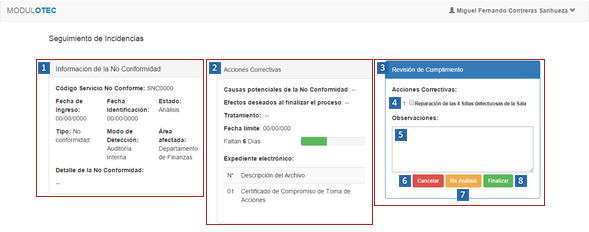 MODULOTEC
Miguel Fernando Contreras Sanhueza
Seguimiento de Incidencias
1
Información de la No Conformidad
Código Servicio No Conforme: SNC0000
Fecha de Ingreso: 00/00/0000
Fecha Identificación: 00/00/0000
Estado: Análisis
Tipo: No conformidad
Modo de Detección: Auditoría Interna
Área afectada: Departamento de Finanzas
Detalle de la No Conformidad:
--
2
Acciones Correctivas
Causas potenciales de la No Conformidad: --
Efectos deseados al finalizar el proceso: --
Tratamiento:: --
Fecha límite: 00/00/000
Faltan 6 Días
Expediente electrónico:
N° Descripción del Archivo
01 Certificado de Compromiso de Toma de Acciones
3
Revisión de Cumplimiento
Acciones Correctivas:
4
1. Reparación de las 4 Sillas defectuosas de la Sala
Observaciones:
5
6 Cancelar Re Análisis Finalizar 8
7